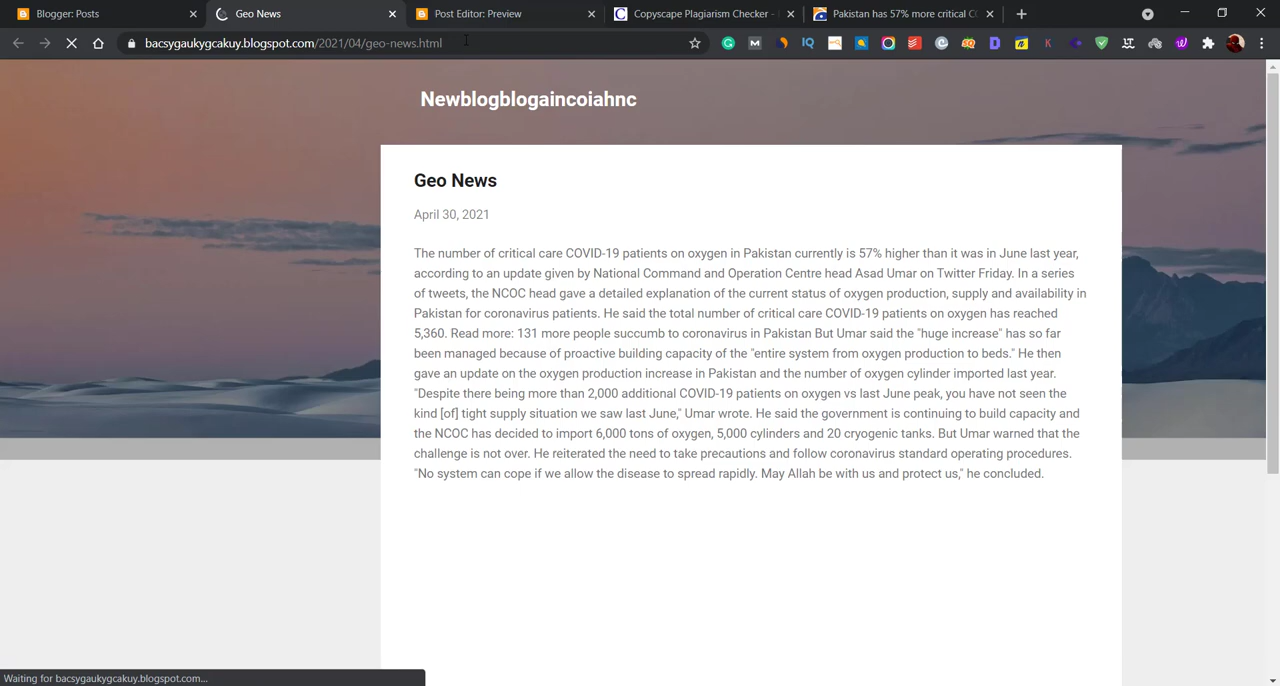 Blogger: Posts
Geo News
Post Editor: Preview
Copyscape Plagiarism Checker -
Pakistan has 57% more critical C
bacsygaukygcakuy.blogspot.com/2021/04/geo-news.html
Newblogblogaincoiahnc
Geo News
April 30, 2021
The number of critical care COVID-19 patients on oxygen in Pakistan currently is 57% higher than it was in June last year,
according to an update given by National Command and Operation Centre head Asad Umar on Twitter Friday. In a series
of tweets, the NCOC head gave a detailed explanation of the current status of oxygen production, supply and availability in
Pakistan for coronavirus patients. He said the total number of critical care COVID-19 patients on oxygen has reached
5,360. Read more: 131 more people succumb to coronavirus in Pakistan But Umar said the "huge increase" has so far
been managed because of proactive building capacity of the "entire system from oxygen production to beds." He then
gave an update on the oxygen production increase in Pakistan and the number of oxygen cylinder imported last year.
"Despite there being more than 2,000 additional COVID-19 patients on oxygen vs last June peak, you have not seen the
kind [of] tight supply situation we saw last June," Umar wrote. He said the government is continuing to build capacity and
the NCOC has decided to import 6,000 tons of oxygen, 5,000 cylinders and 20 cryogenic tanks. But Umar warned that the
challenge is not over. He reiterated the need to take precautions and follow coronavirus standard operating procedures.
"No system can cope if we allow the disease to spread rapidly. May Allah be with us and protect us," he concluded.
Waiting for bacsygaukygcakuy.blogspot.com...